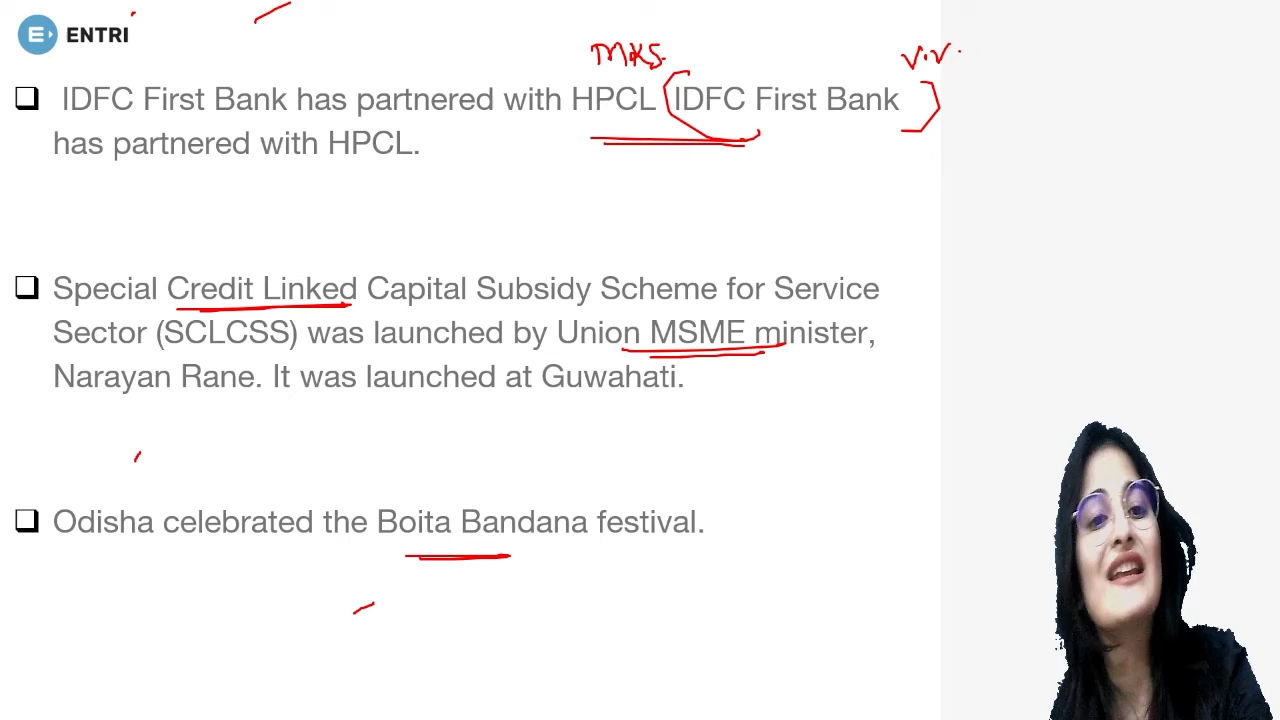 ENTRI
MKS. V.V.
IDFC First Bank has partnered with HPCL IDFC First Bank
has partnered with HPCL.
Special Credit Linked Capital Subsidy Scheme for Service
Sector (SCLCSS) was launched by Union MSME minister,
Narayan Rane. It was launched at Guwahati.
Odisha celebrated the Boita Bandana festival.